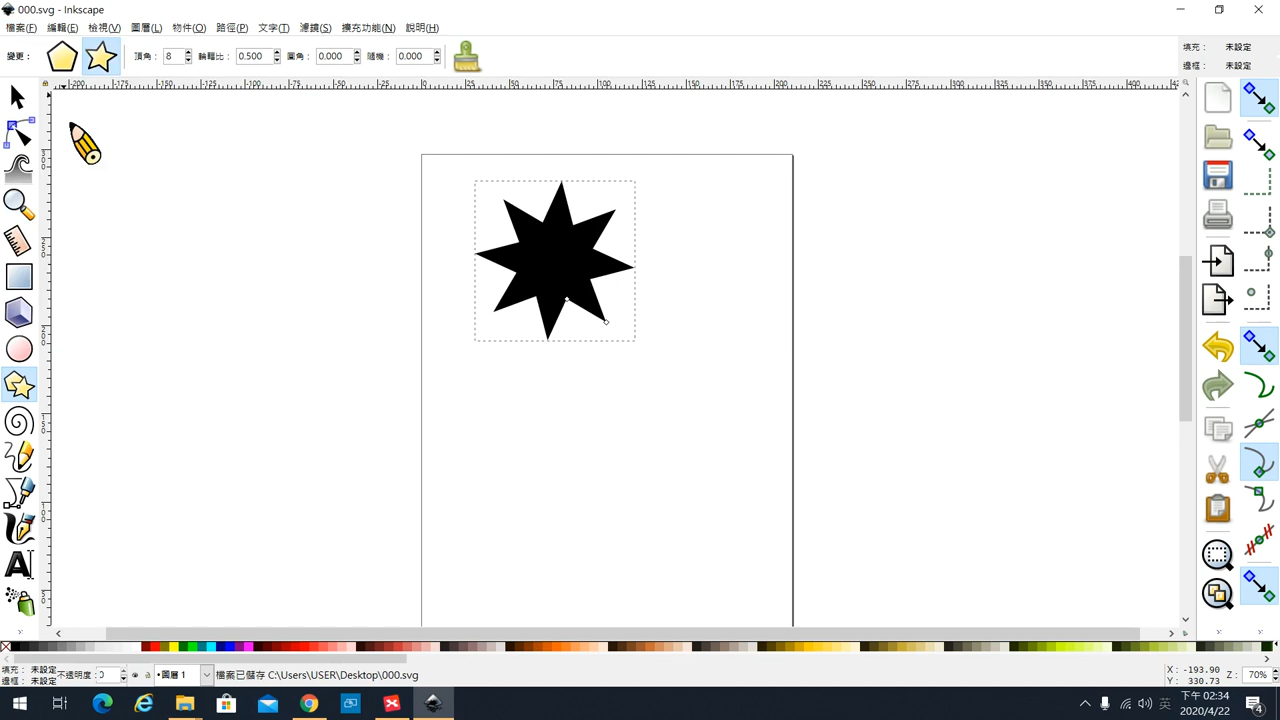 000.svg - Inkscape
檔案(F) 編輯(E) 檢視(V) 圖層(L) 物件(O) 路徑(P) 文字(T) 濾鏡(S) 擴充功能(N) 說明(H)
變更： 頂角： 8 輪輻比： 0.500 圓角： 0.000 隨機： 0.000
填充： 未設定
邊框： 未設定
填充： 未設定
邊框： 未設定
不透明度： 0
•圖層 1
檔案已儲存 C:\Users\USER\Desktop\000.svg
X: -193.90
Y: 330.73
Z: 70%
英
下午 02:34
2020/4/22
4